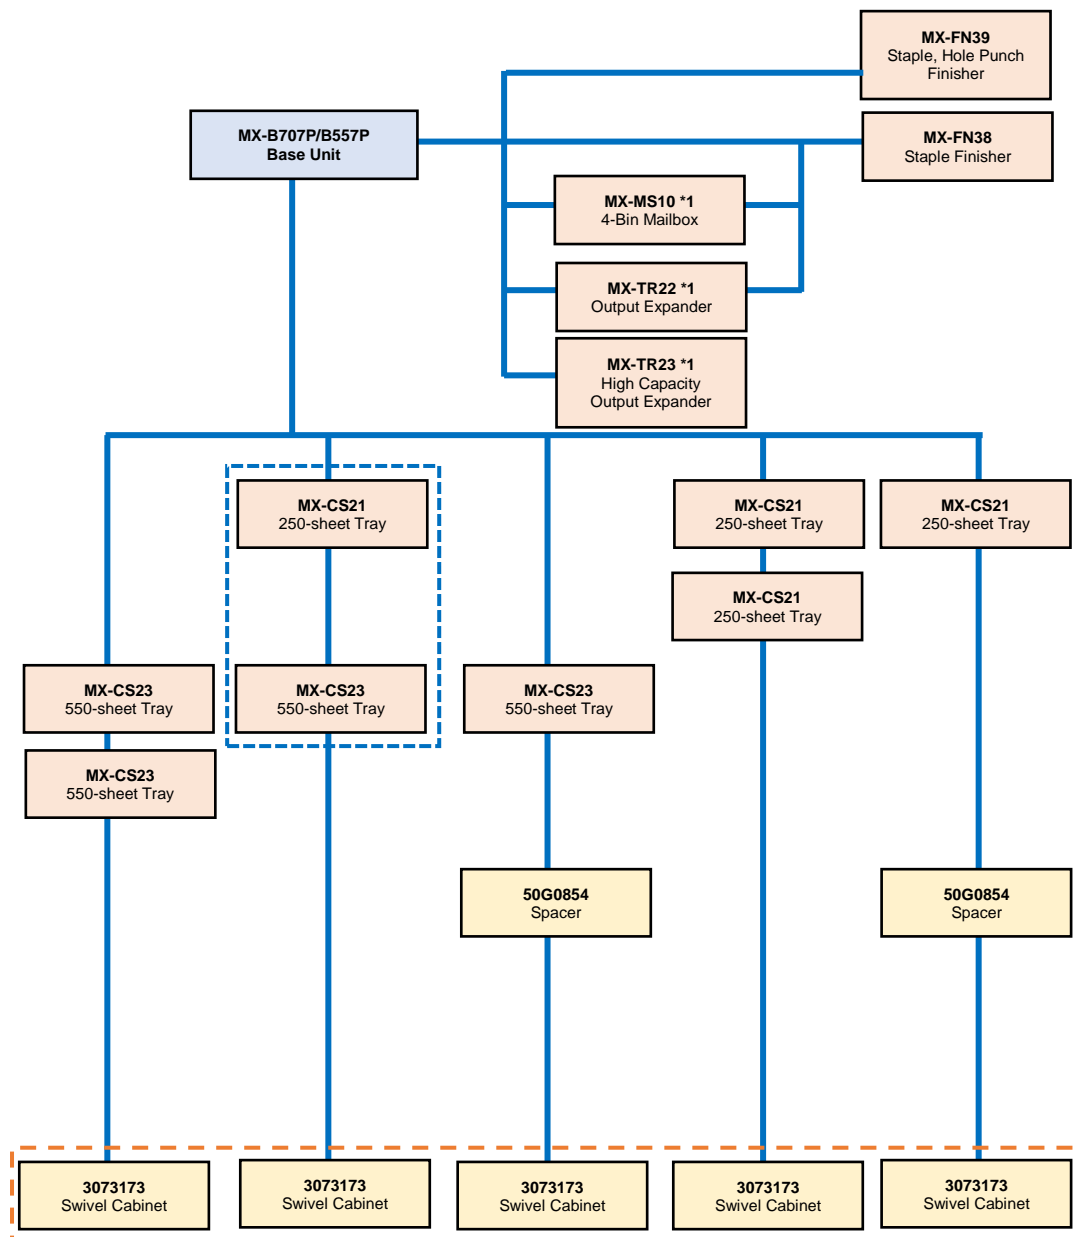 MX-FN39
Staple, Hole Punch
Finisher
MX-B707P/B557P
Base Unit
MX-FN38
Staple Finisher
MX-MS10 *1
4-Bin Mailbox
MX-TR22 *1
Output Expander
MX-TR23 *1
High Capacity
Output Expander
MX-CS21
250-sheet Tray
MX-CS21
250-sheet Tray
MX-CS21
250-sheet Tray
MX-CS21
250-sheet Tray
MX-CS23
550-sheet Tray
MX-CS23
550-sheet Tray
MX-CS23
550-sheet Tray
MX-CS23
550-sheet Tray
50G0854
Spacer
50G0854
Spacer
3073173
Swivel Cabinet
3073173
Swivel Cabinet
3073173
Swivel Cabinet
3073173
Swivel Cabinet
3073173
Swivel Cabinet